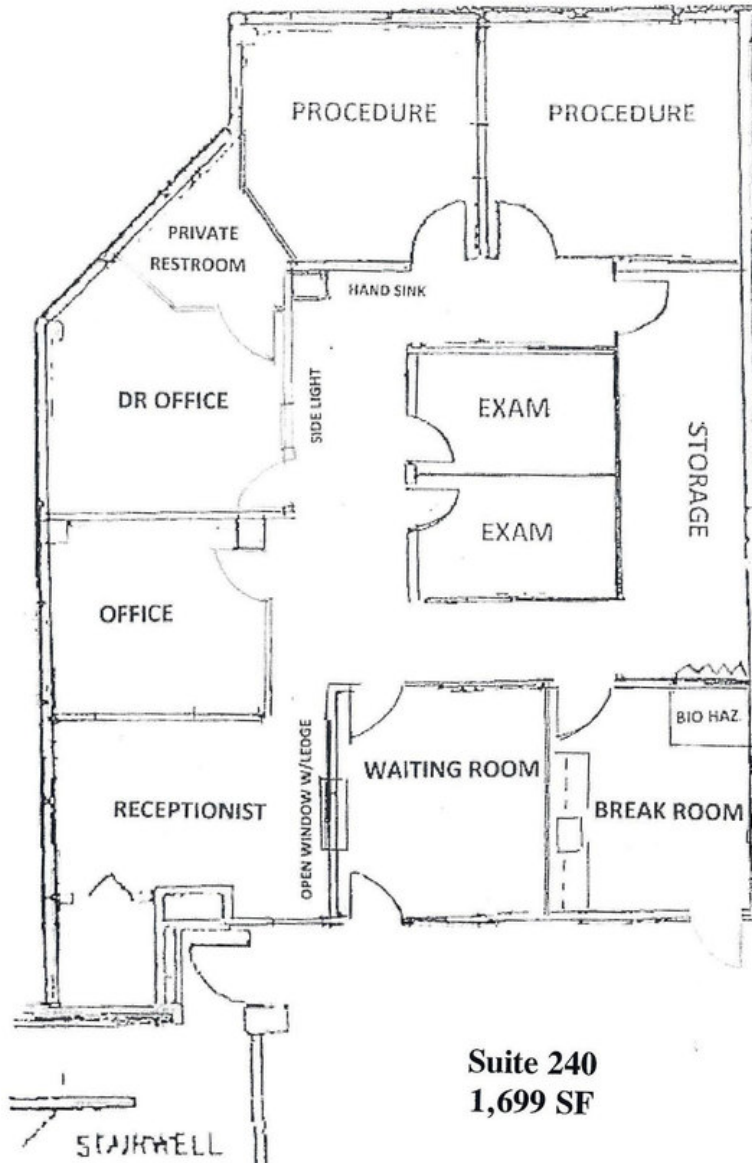 PROCEDURE
PROCEDURE
PRIVATE
RESTROOM
HAND SINK
DR OFFICE
SIDE LIGHT
EXAM
STORAGE
EXAM
OFFICE
BIO HAZ.
WAITING ROOM
RECEPTIONIST
OPEN WINDOW W/LEDGE
BREAK ROOM
Suite 240
1,699 SF
STAIRWELL